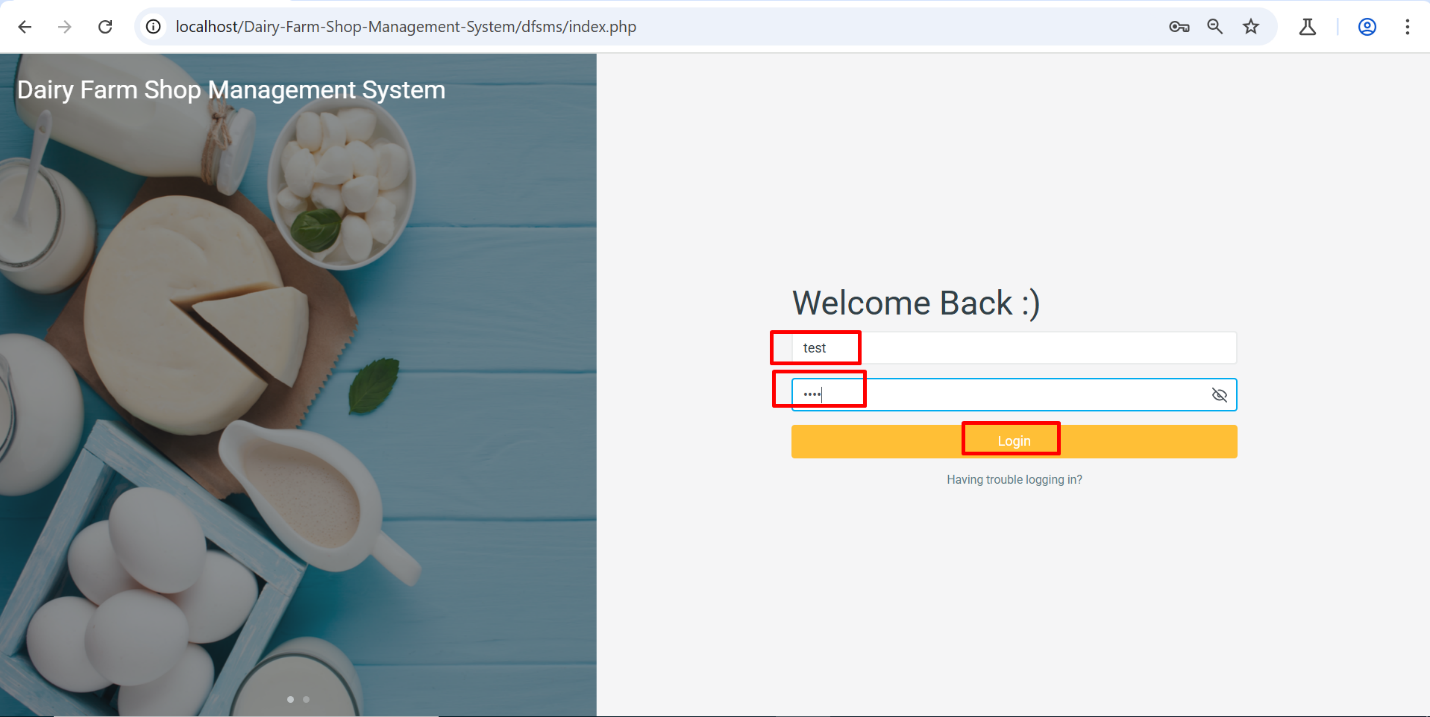 localhost/Dairy-Farm-Shop-Management-System/dfsms/index.php
Dairy Farm Shop Management System
Welcome Back :)
test
••••
Login
Having trouble logging in?